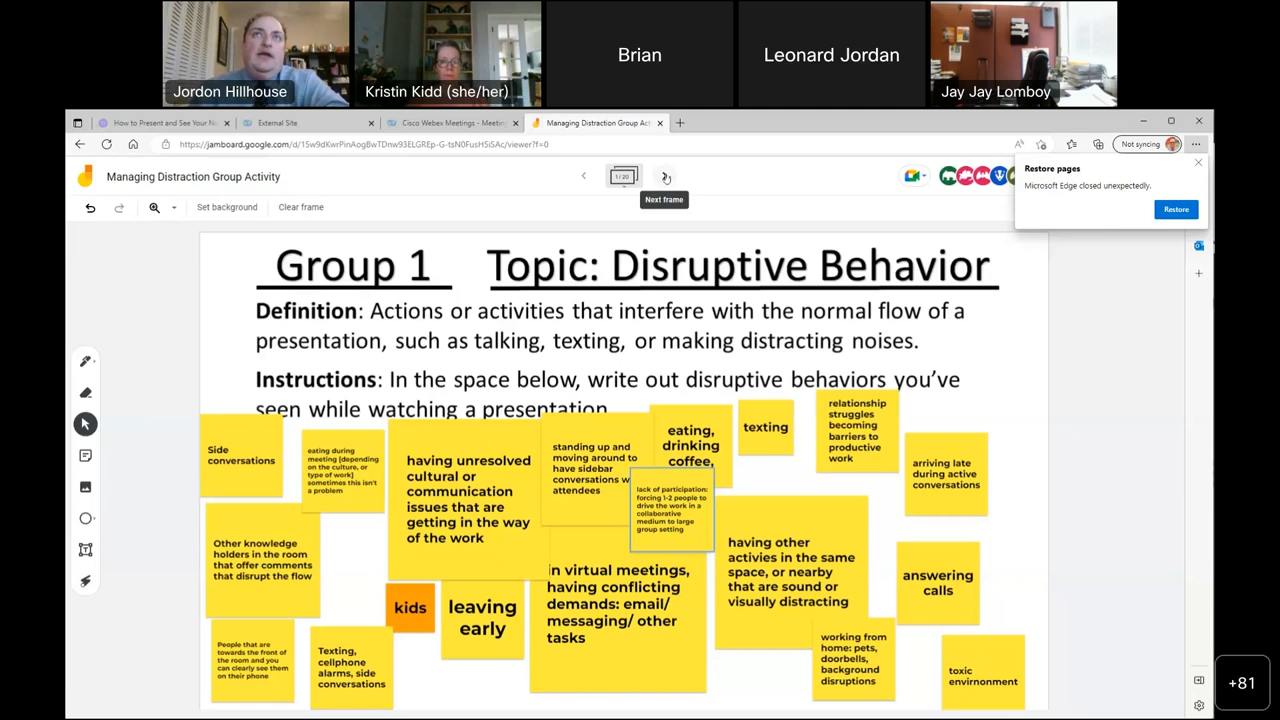 Brian
Leonard Jordan
Jordon Hillhouse
Kristin Kidd (she/her)
Jay Jay Lomboy
How to Present and See Your No
External Site
Cisco Webex Meetings - Meetin
Managing Distraction Group Act
Not syncing
Restore pages
Microsoft Edge closed unexpectedly.
Restore
Managing Distraction Group Activity
1 / 20
Next frame
Set background
Clear frame
Group 1 Topic: Disruptive Behavior
Definition: Actions or activities that interfere with the normal flow of a
presentation, such as talking, texting, or making distracting noises.
Instructions: In the space below, write out disruptive behaviors you've
seen while watching a presentation
Side
conversations
eating during
meeting [depending
on the culture, or
type of work]
sometimes this isn't
a problem
having unresolved
cultural or
communication
issues that are
getting in the way
of the work
standing up and
moving around to
have sidebar
conversations w
attendees
eating,
drinking
coffee,
texting
relationship
struggles
becoming
barriers to
productive
work
arriving late
during active
conversations
lack of participation:
forcing 1-2 people to
drive the work in a
collaborative
medium to large
group setting
Other knowledge
holders in the room
that offer comments
that disrupt the flow
having other
activies in the same
space, or nearby
that are sound or
visually distracting
in virtual meetings,
having conflicting
demands: email/
messaging/ other
tasks
answering
calls
kids
leaving
early
People that are
towards the front of
the room and you
can clearly see them
on their phone
Texting,
cellphone
alarms, side
conversations
working from
home: pets,
doorbells,
background
disruptions
toxic
envirnonment
+81